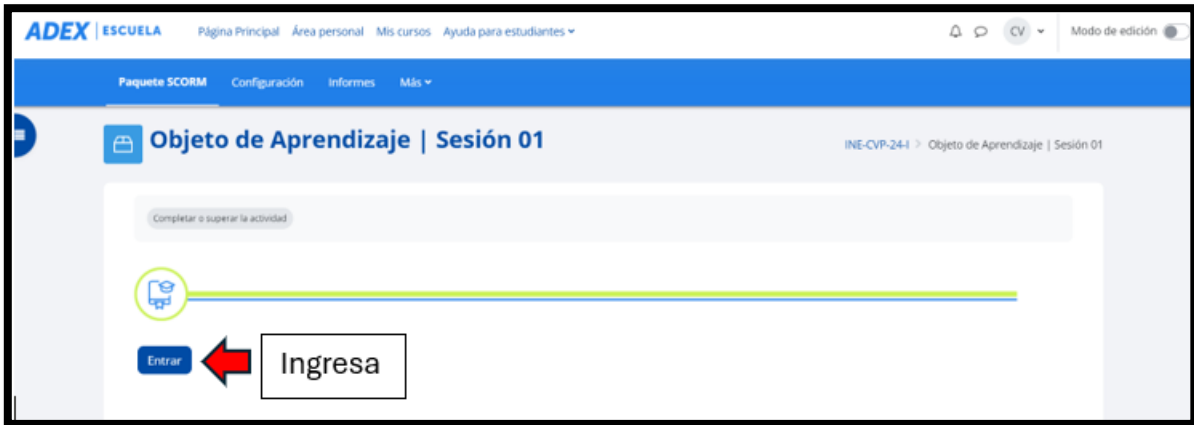 ADEX ESCUELA Página Principal Área personal Mis cursos Ayuda para estudiantes CV Modo de edición
Paquete SCORM Configuración Informes Más
Objeto de Aprendizaje | Sesión 01
INE-CVP-24-I > Objeto de Aprendizaje | Sesión 01
Completar o superar la actividad
Entrar
Ingresa